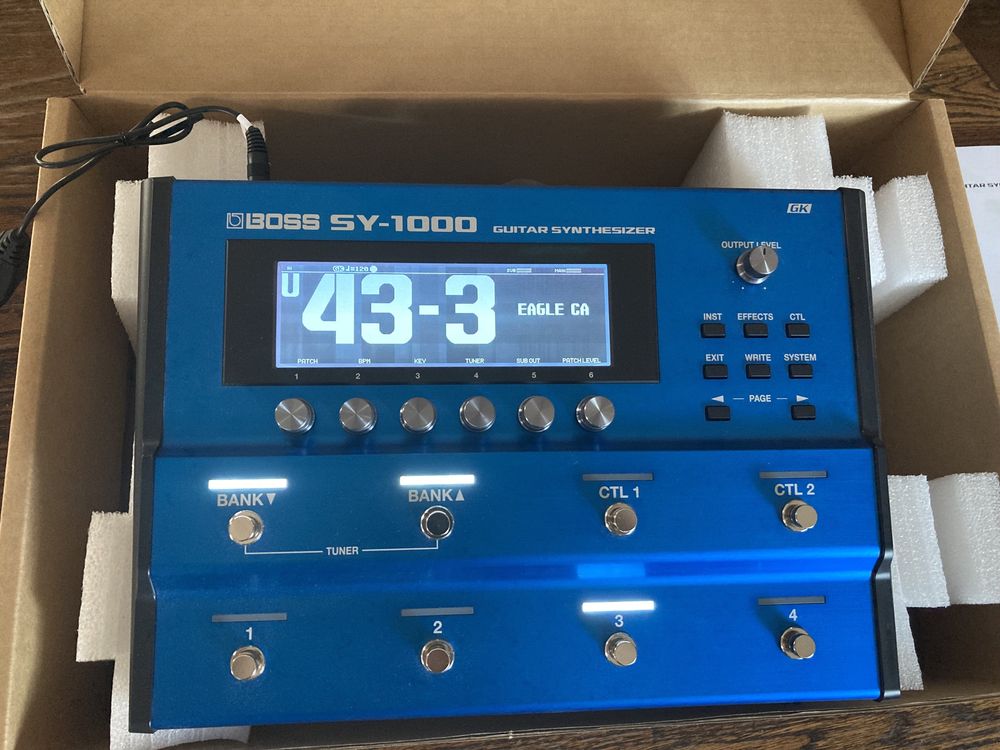 BOSS SY-1000 GUITAR SYNTHESIZER
GK
OUTPUT LEVEL
U43-3 EAGLE CA
PATCH BPM KEY TUNER SUB OUT PATCH LEVEL
1 2 3 4 5 6
INST EFFECTS CTL
EXIT WRITE SYSTEM
◄ PAGE ►
BANK▼ BANK▲ CTL 1 CTL 2
TUNER
1 2 3 4